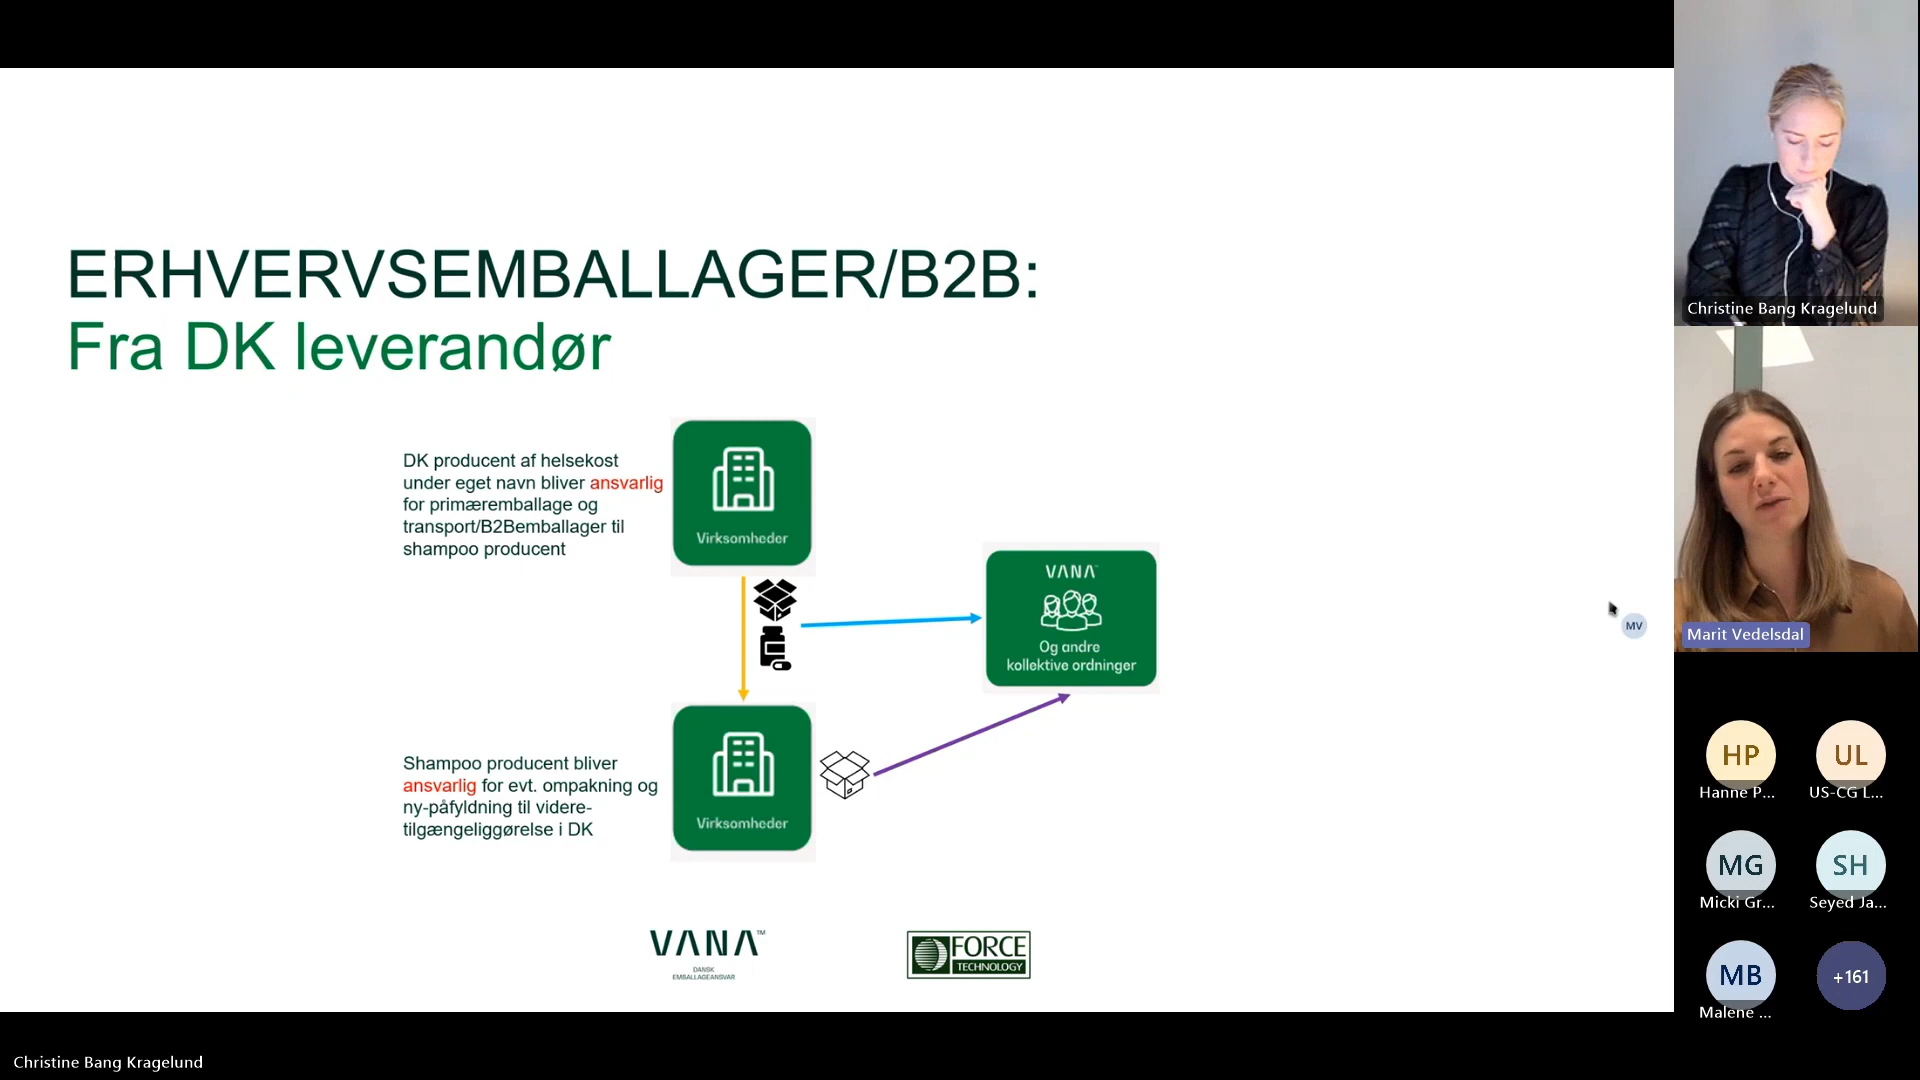 ERHVERVSEMBALLAGER/B2B:
Fra DK leverandør
DK producent af helsekost
under eget navn bliver ansvarlig
for primæremballage og
transport/B2Bemballager til
shampoo producent
Virksomheder
VANA™
Og andre
kollektive ordninger
Shampoo producent bliver
ansvarlig for evt. ompakning og
ny-påfyldning til videre-
tilgængeliggørelse i DK
Virksomheder
VANA™
DANSK
EMBALLAGEANSVAR
FORCE
TECHNOLOGY
MV
Christine Bang Kragelund
Marit Vedelsdal
HP
Hanne P...
UL
US-CG L...
MG
Micki Gr...
SH
Seyed Ja...
MB
Malene ...
+161
Christine Bang Kragelund